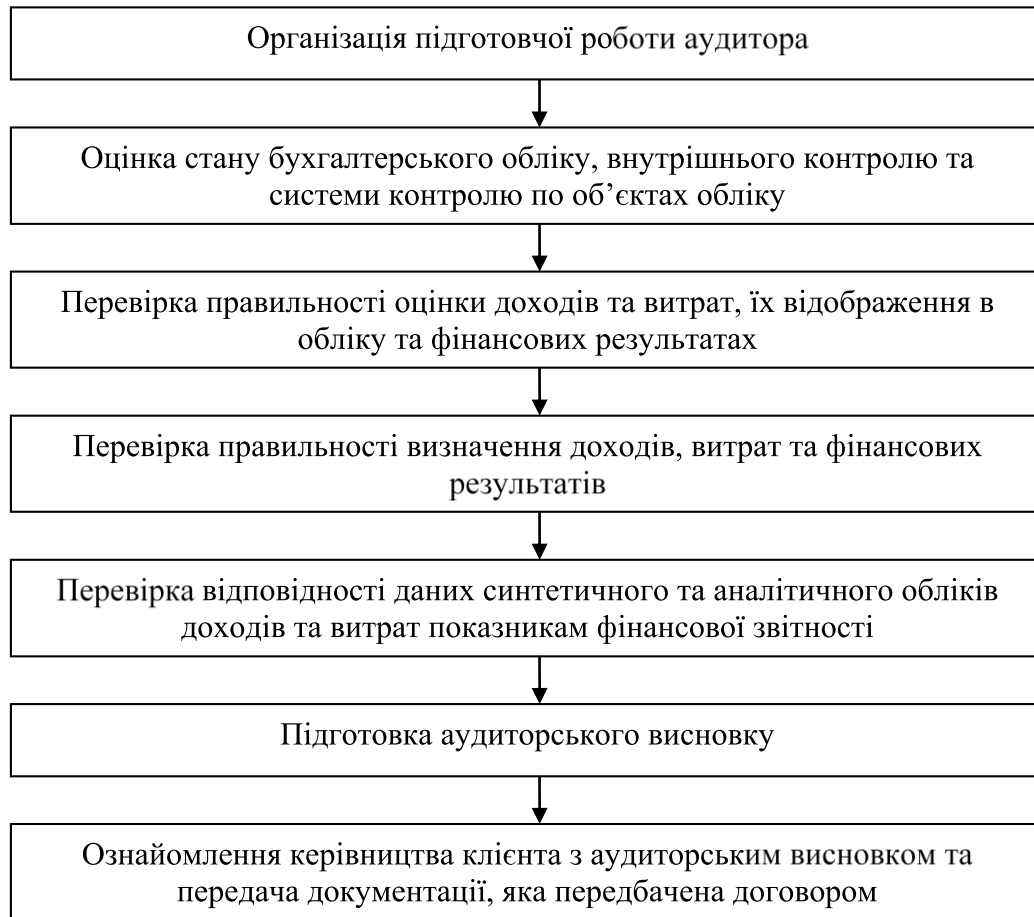 Організація підготовчої роботи аудитора
Оцінка стану бухгалтерського обліку, внутрішнього контролю та
системи контролю по об’єктах обліку
Перевірка правильності оцінки доходів та витрат, їх відображення в
обліку та фінансових результатах
Перевірка правильності визначення доходів, витрат та фінансових
результатів
Перевірка відповідності даних синтетичного та аналітичного обліків
доходів та витрат показникам фінансової звітності
Підготовка аудиторського висновку
Ознайомлення керівництва клієнта з аудиторським висновком та
передача документації, яка передбачена договором